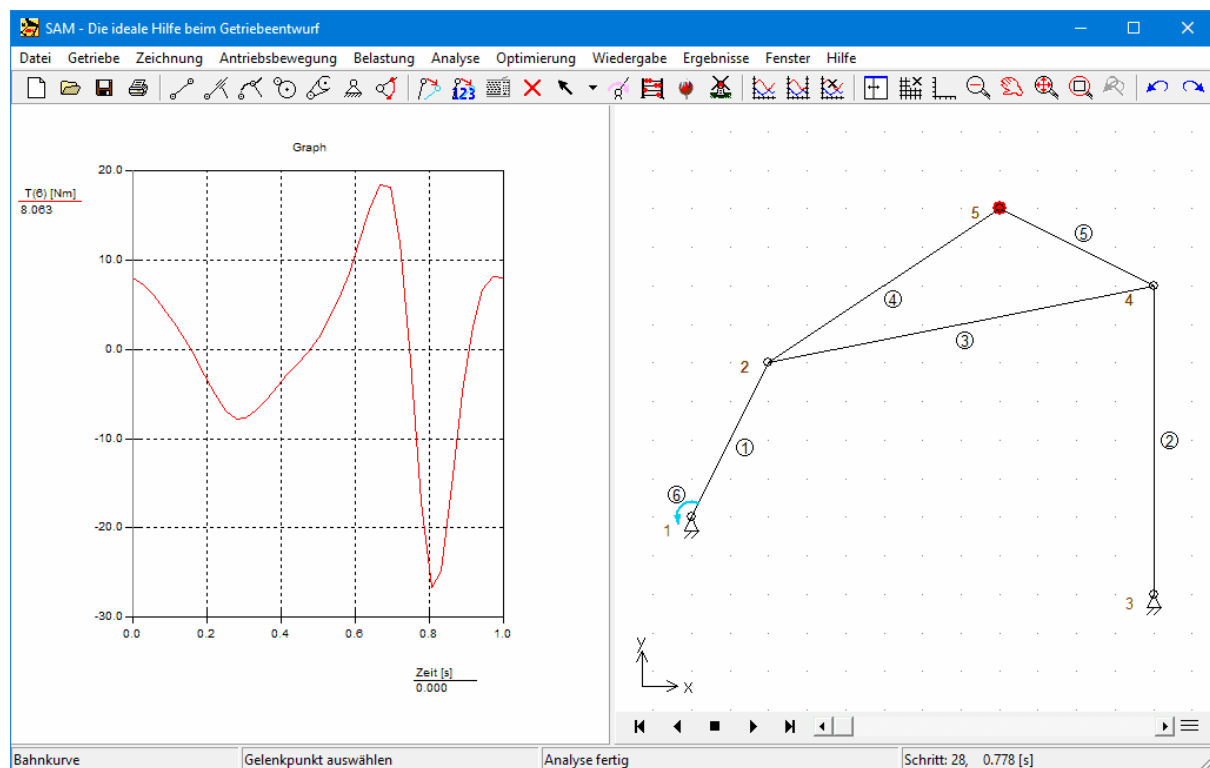 SAM - Die ideale Hilfe beim Getriebeentwurf
Datei Getriebe Zeichnung Antriebsbewegung Belastung Analyse Optimierung Wiedergabe Ergebnisse Fenster Hilfe
123
Graph
T(6) [Nm]
8.063
20.0
10.0
0.0
-10.0
-20.0
-30.0
0.0 0.2 0.4 0.6 0.8 1.0
Zeit [s]
0.000
5
5
4
4
3
2
2
1
6
1
3
y
x
Bahnkurve Gelenkpunkt auswählen Analyse fertig Schritt: 28, 0.778 [s]